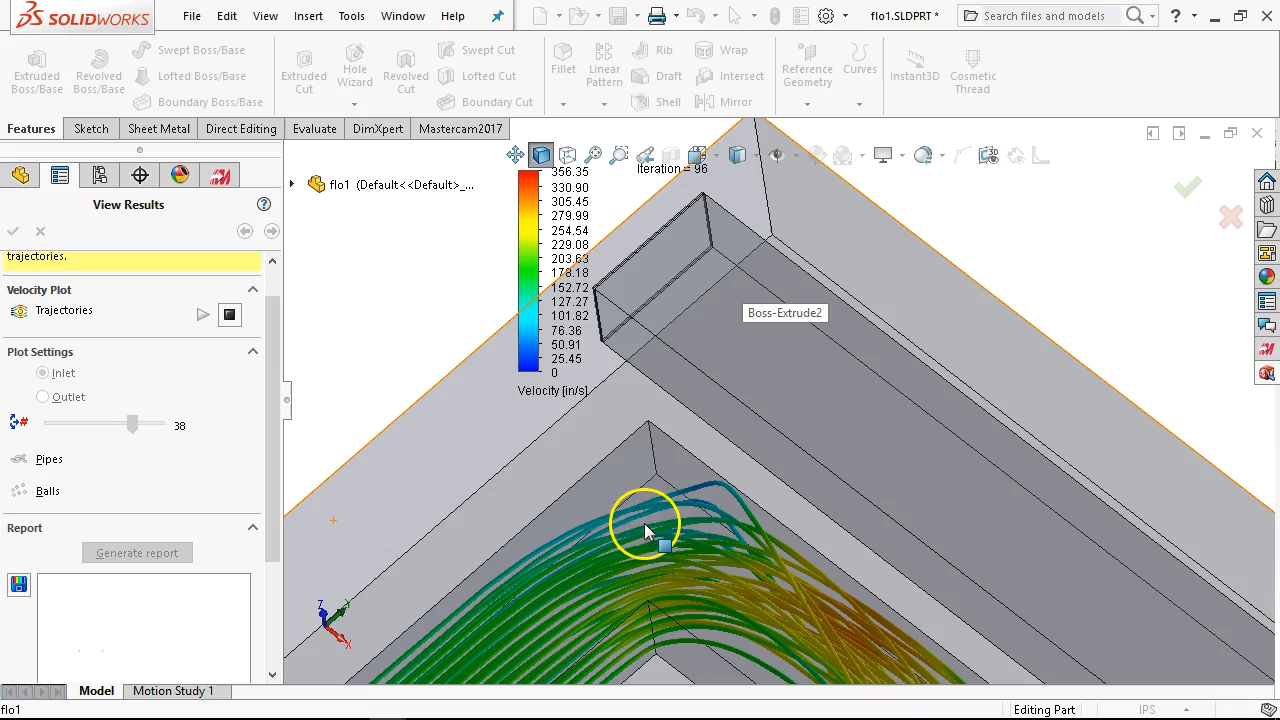 SOLIDWORKS
File Edit View Insert Tools Window Help
flo1.SLDPRT *
Search files and models
?
Extruded Boss/Base
Revolved Boss/Base
Swept Boss/Base
Lofted Boss/Base
Boundary Boss/Base
Extruded Cut
Hole Wizard
Revolved Cut
Swept Cut
Lofted Cut
Boundary Cut
Fillet
Linear Pattern
Rib
Draft
Shell
Wrap
Intersect
Mirror
Reference Geometry
Curves
Instant3D
Cosmetic Thread
Features Sketch Sheet Metal Direct Editing Evaluate DimXpert Mastercam2017
View Results
trajectories.
Velocity Plot
Trajectories
Plot Settings
Inlet
Outlet
38
Pipes
Balls
Report
Generate report
flo1 (Default<<Default>_...
Iteration = 96
356.35
330.90
305.45
279.99
254.54
229.08
203.63
178.18
152.72
127.27
101.82
76.36
50.91
25.45
0
Velocity [in/s]
Boss-Extrude2
Z
Y
X
Model Motion Study 1
flo1
Editing Part
IPS